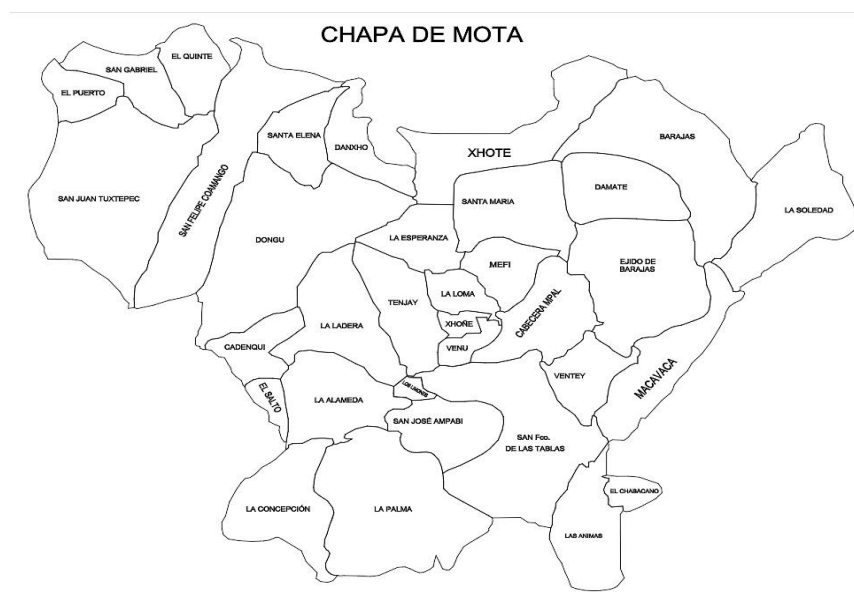 CHAPA DE MOTA
EL QUINTE
SAN GABRIEL
EL PUERTO
SANTA ELENA
BARAJAS
DANXHO
XHOTE
SAN JUAN TUXTEPEC
SAN FELIPE COAMANGO
DAMATE
SANTA MARIA
LA SOLEDAD
DONGU
LA ESPERANZA
EJIDO DE
BARAJAS
MEFI
LA LOMA
TENJAY
CABECERA MPAL
LA LADERA
XHOÑE
CADENQUI
VENU
VENTEY
MACAVACA
EL SALTO
LA ALAMEDA
SAN JOSÉ AMPABI
SAN Fco.
DE LAS TABLAS
EL CHABACANO
LA CONCEPCIÓN
LA PALMA
LAS ANIMAS